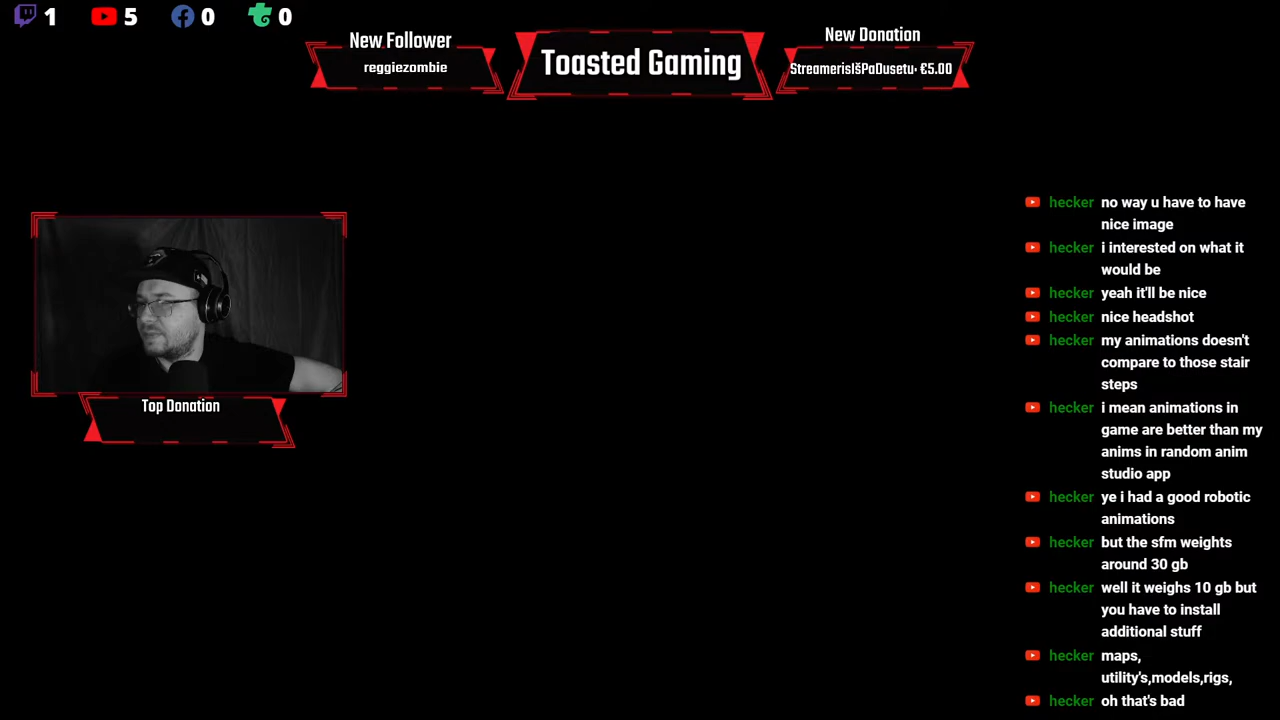 1 5 0 0
New Follower
reggiezombie
Toasted Gaming
New Donation
StreamerisIšPaDusetu· €5.00
Top Donation
hecker no way u have to have
nice image
hecker i interested on what it
would be
hecker yeah it'll be nice
hecker nice headshot
hecker my animations doesn't
compare to those stair
steps
hecker i mean animations in
game are better than my
anims in random anim
studio app
hecker ye i had a good robotic
animations
hecker but the sfm weights
around 30 gb
hecker well it weighs 10 gb but
you have to install
additional stuff
hecker maps,
utility's,models,rigs,
hecker oh that's bad